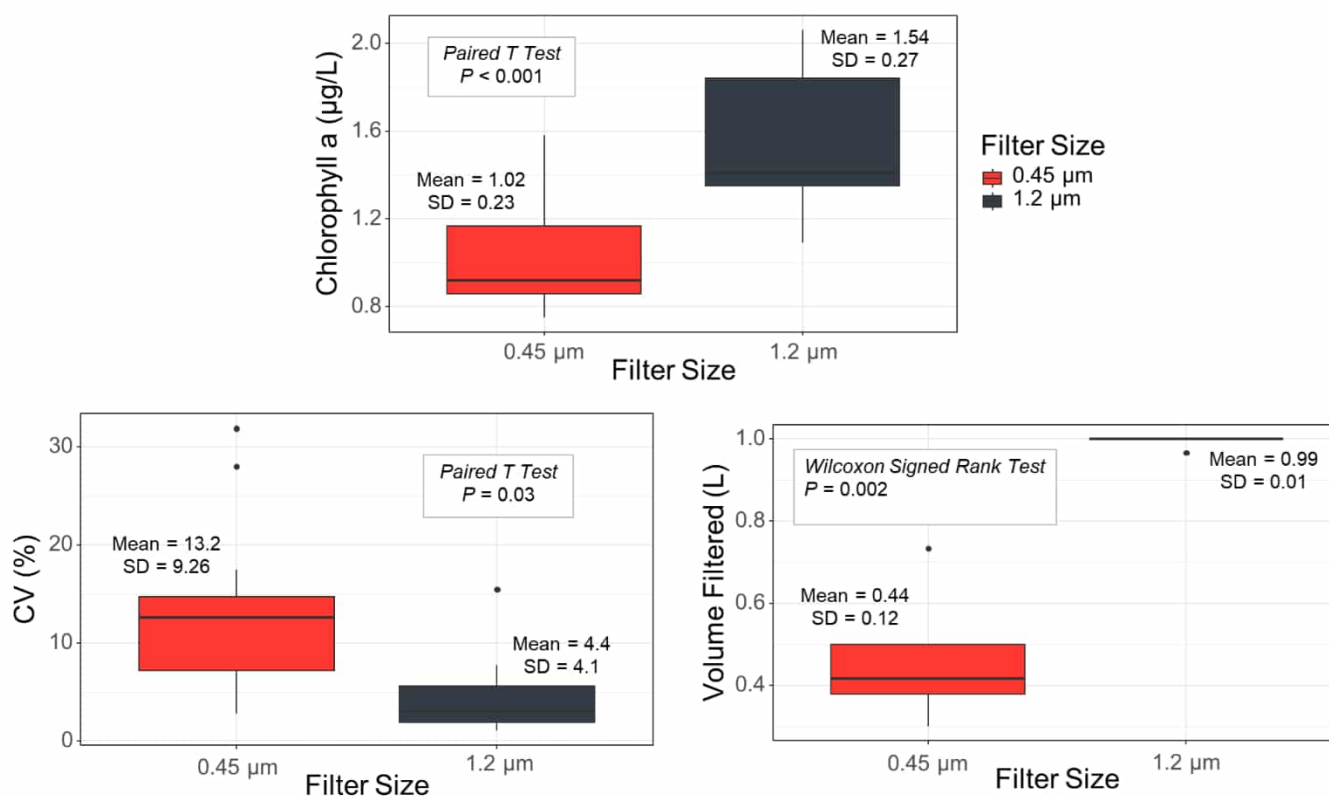 Chlorophyll a (µg/L)
2.0
1.6
1.2
0.8
Paired T Test
P < 0.001
Mean = 1.02
SD = 0.23
Mean = 1.54
SD = 0.27
0.45 µm
1.2 µm
Filter Size
Filter Size
0.45 µm
1.2 µm
CV (%)
30
20
10
0
Mean = 13.2
SD = 9.26
Paired T Test
P = 0.03
Mean = 4.4
SD = 4.1
0.45 µm
1.2 µm
Filter Size
Volume Filtered (L)
1.0
0.8
0.6
0.4
Wilcoxon Signed Rank Test
P = 0.002
Mean = 0.44
SD = 0.12
Mean = 0.99
SD = 0.01
0.45 µm
1.2 µm
Filter Size